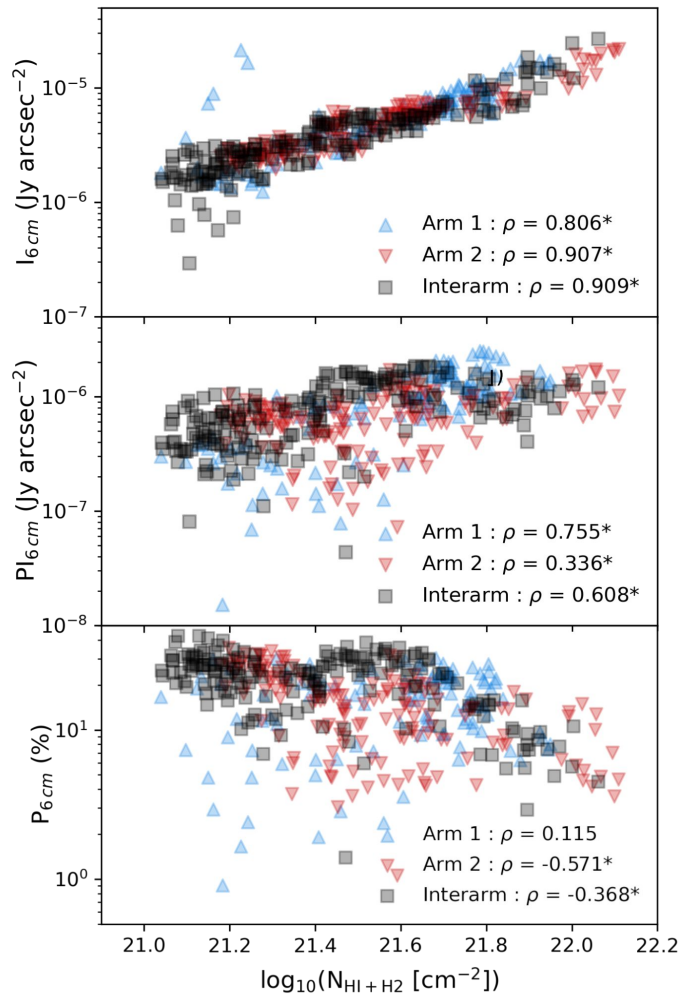 10⁻⁵
I₆cm (Jy arcsec⁻²)
10⁻⁶
Arm 1 : ρ = 0.806*
Arm 2 : ρ = 0.907*
Interarm : ρ = 0.909*
10⁻⁷
10⁻⁶
PI₆cm (Jy arcsec⁻²)
10⁻⁷
Arm 1 : ρ = 0.755*
Arm 2 : ρ = 0.336*
Interarm : ρ = 0.608*
10⁻⁸
10¹
P₆cm (%)
Arm 1 : ρ = 0.115
Arm 2 : ρ = -0.571*
Interarm : ρ = -0.368*
10⁰
21.0 21.2 21.4 21.6 21.8 22.0 22.2
log₁₀(N_HI+H2 [cm⁻²])